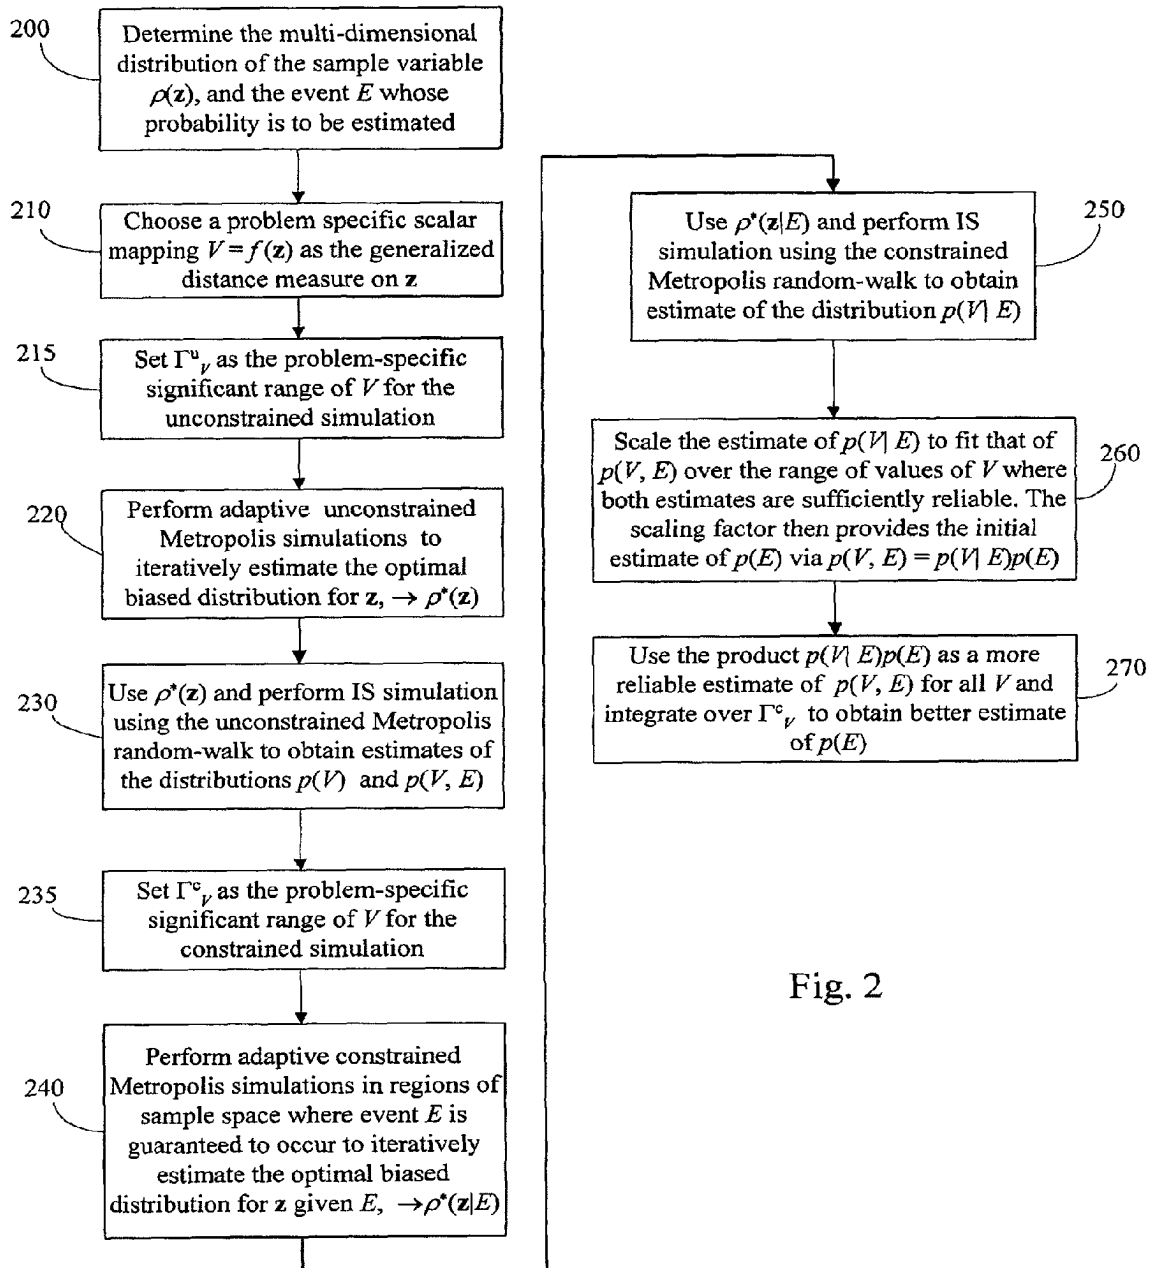 200
Determine the multi-dimensional
distribution of the sample variable
ρ(z), and the event E whose
probability is to be estimated
210
Choose a problem specific scalar
mapping V = f(z) as the generalized
distance measure on z
215
Set Γᵘ_V as the problem-specific
significant range of V for the
unconstrained simulation
220
Perform adaptive unconstrained
Metropolis simulations to
iteratively estimate the optimal
biased distribution for z, → ρ*(z)
230
Use ρ*(z) and perform IS simulation
using the unconstrained Metropolis
random-walk to obtain estimates of
the distributions p(V) and p(V, E)
235
Set Γᶜ_V as the problem-specific
significant range of V for the
constrained simulation
240
Perform adaptive constrained
Metropolis simulations in regions of
sample space where event E is
guaranteed to occur to iteratively
estimate the optimal biased
distribution for z given E, →ρ*(z|E)
250
Use ρ*(z|E) and perform IS
simulation using the constrained
Metropolis random-walk to obtain
estimate of the distribution p(V| E)
260
Scale the estimate of p(V| E) to fit that of
p(V, E) over the range of values of V where
both estimates are sufficiently reliable. The
scaling factor then provides the initial
estimate of p(E) via p(V, E) = p(V| E)p(E)
270
Use the product p(V| E)p(E) as a more
reliable estimate of p(V, E) for all V and
integrate over Γᶜ_V to obtain better estimate
of p(E)
Fig. 2